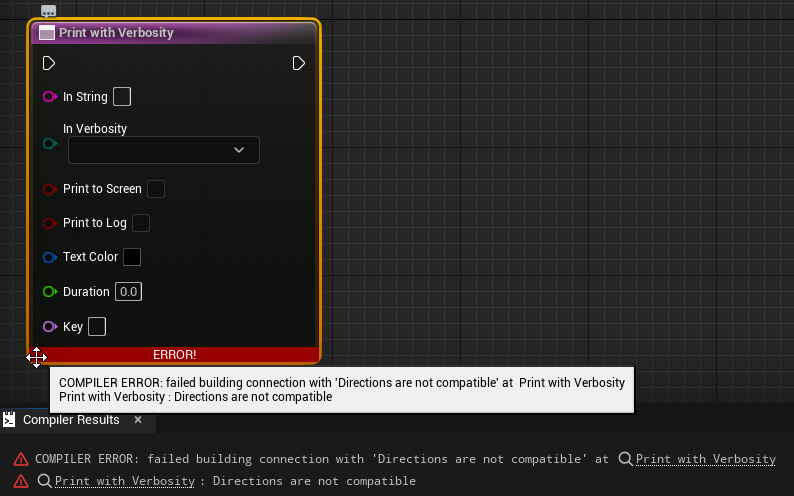 Print with Verbosity
In String
In Verbosity
Print to Screen
Print to Log
Text Color
Duration 0.0
Key
ERROR!
COMPILER ERROR: failed building connection with 'Directions are not compatible' at  Print with Verbosity
Print with Verbosity : Directions are not compatible
Compiler Results ×
COMPILER ERROR: failed building connection with 'Directions are not compatible' at Print with Verbosity
Print with Verbosity : Directions are not compatible